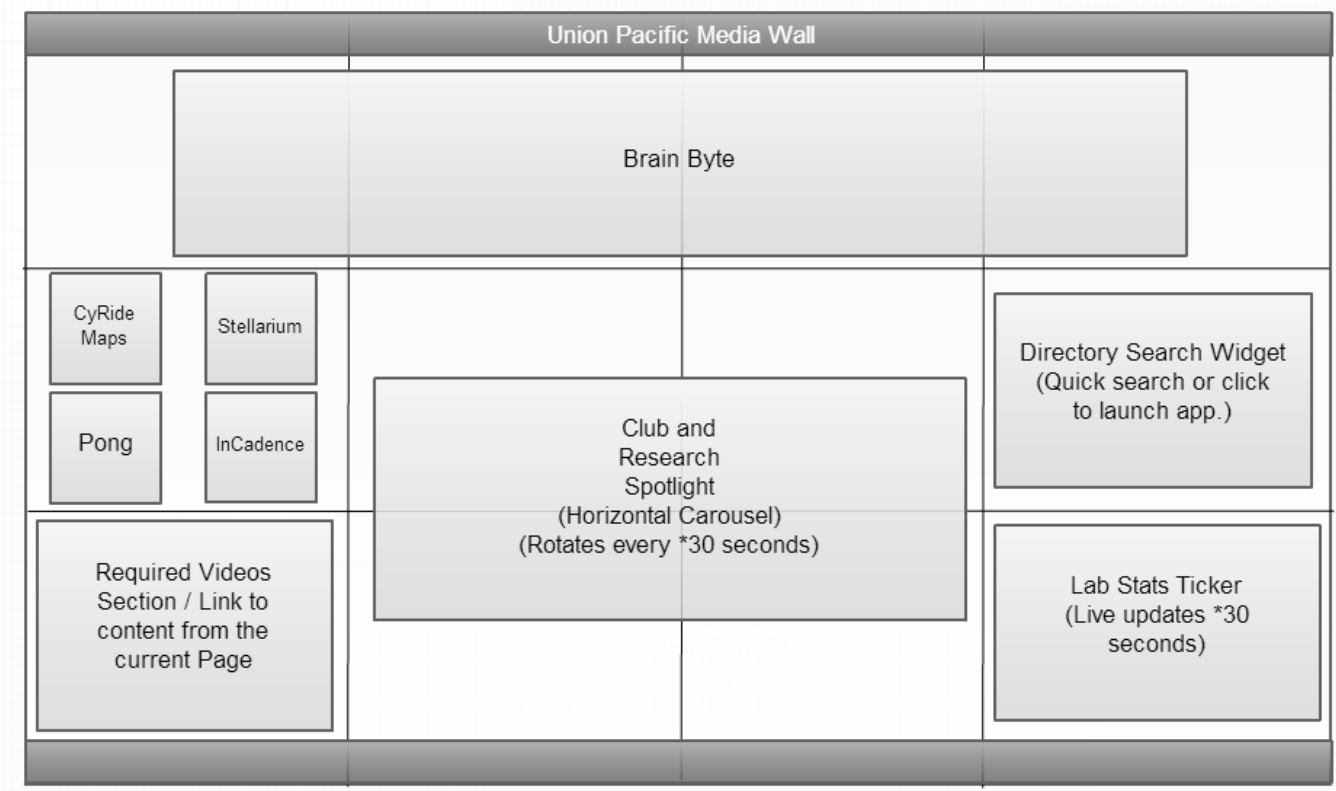 Union Pacific Media Wall
Brain Byte
CyRide
Maps
Stellarium
Pong
InCadence
Directory Search Widget
(Quick search or click
to launch app.)
Club and
Research
Spotlight
(Horizontal Carousel)
(Rotates every *30 seconds)
Required Videos
Section / Link to
content from the
current Page
Lab Stats Ticker
(Live updates *30
seconds)